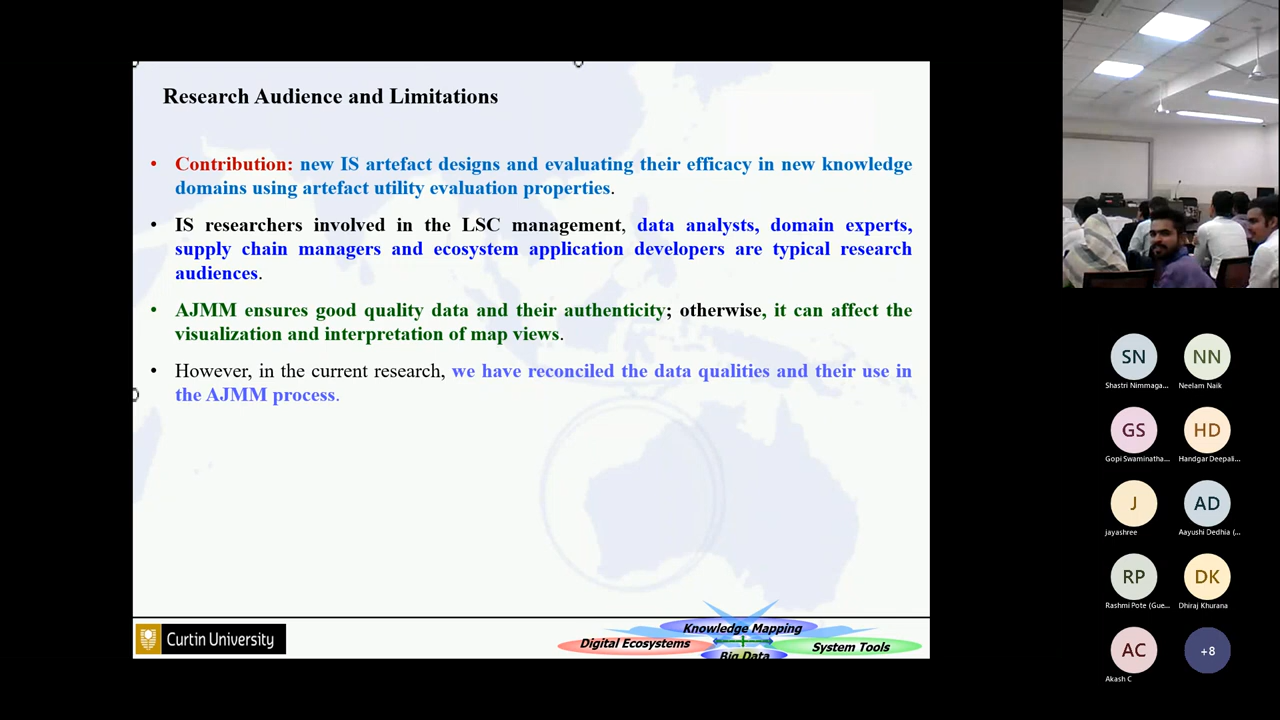 Research Audience and Limitations
• Contribution: new IS artefact designs and evaluating their efficacy in new knowledge
domains using artefact utility evaluation properties.
• IS researchers involved in the LSC management, data analysts, domain experts,
supply chain managers and ecosystem application developers are typical research
audiences.
• AJMM ensures good quality data and their authenticity; otherwise, it can affect the
visualization and interpretation of map views.
• However, in the current research, we have reconciled the data qualities and their use in
the AJMM process.
Curtin University
Knowledge Mapping
Digital Ecosystems
System Tools
Big Data
SN
NN
Shastri Nimmaga...
Neelam Naik
GS
HD
Gopi Swaminatha...
Handgar Deepali...
J
AD
jayashree
Aayushi Dedhia (...
RP
DK
Rashmi Pote (Gue...
Dhiraj Khurana
AC
+8
Akash C